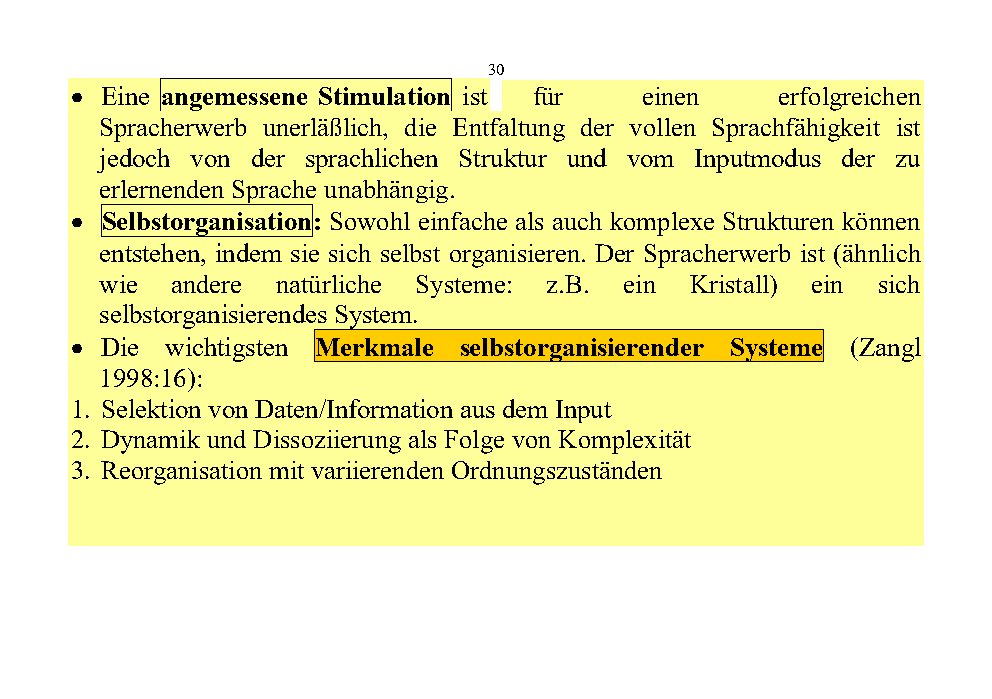 30
• Eine angemessene Stimulation ist für einen erfolgreichen
Spracherwerb unerläßlich, die Entfaltung der vollen Sprachfähigkeit ist
jedoch von der sprachlichen Struktur und vom Inputmodus der zu
erlernenden Sprache unabhängig.
• Selbstorganisation: Sowohl einfache als auch komplexe Strukturen können
entstehen, indem sie sich selbst organisieren. Der Spracherwerb ist (ähnlich
wie andere natürliche Systeme: z.B. ein Kristall) ein sich
selbstorganisierendes System.
• Die wichtigsten Merkmale selbstorganisierender Systeme (Zangl
1998:16):
1. Selektion von Daten/Information aus dem Input
2. Dynamik und Dissoziierung als Folge von Komplexität
3. Reorganisation mit variierenden Ordnungszuständen